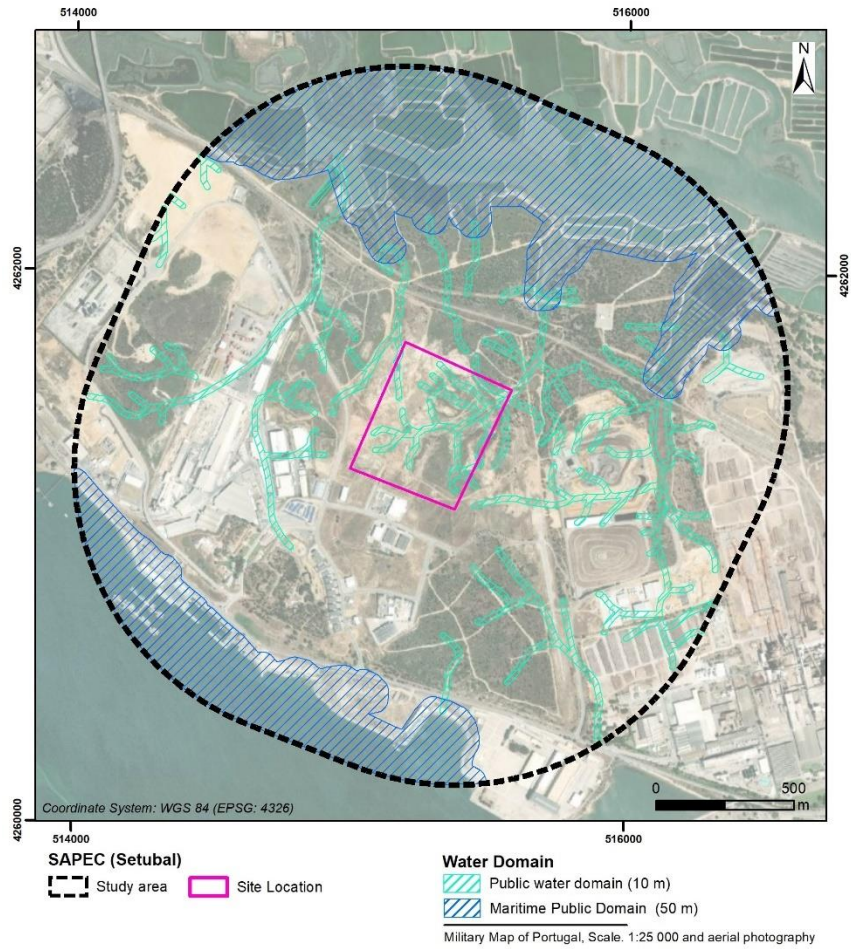 514000 516000
N
4262000 4262000
0 500
m
Coordinate System: WGS 84 (EPSG: 4326)
4260000
514000 516000
SAPEC (Setubal)
Study area Site Location
Water Domain
Public water domain (10 m)
Maritime Public Domain (50 m)
Military Map of Portugal, Scale. 1:25 000 and aerial photography